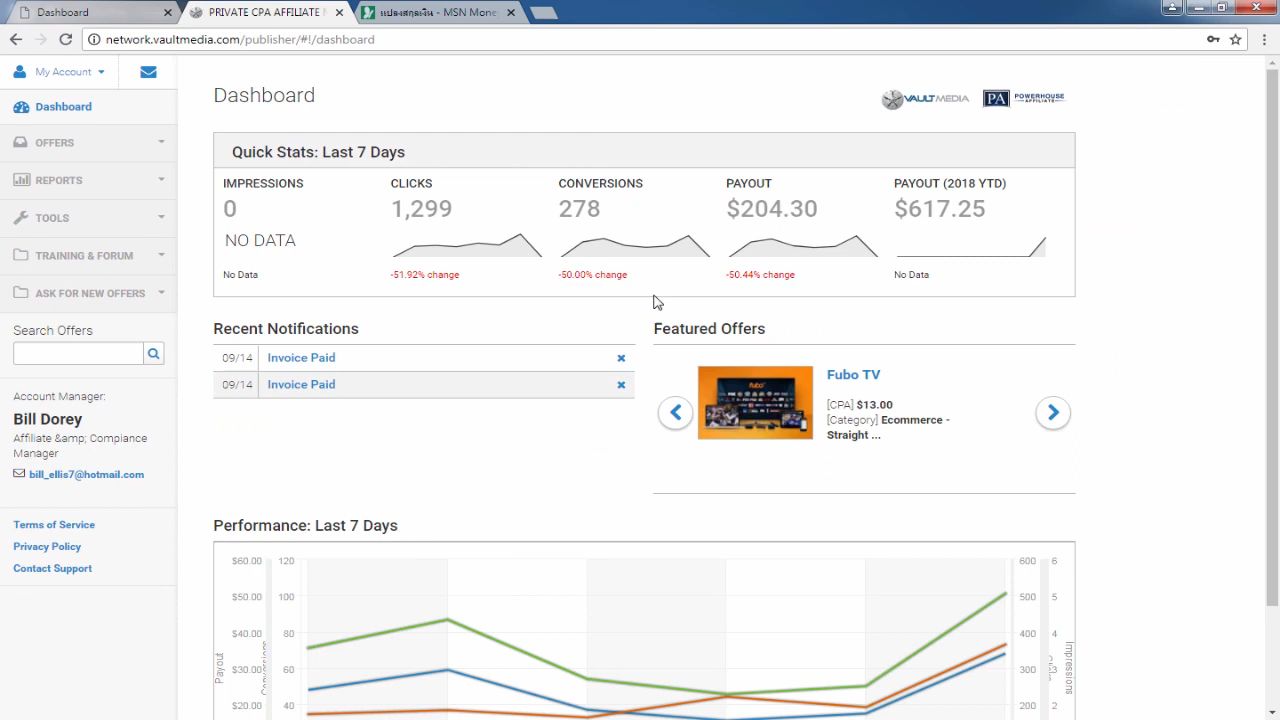 Dashboard
PRIVATE CPA AFFILIATE
แปลงสกุลเงิน - MSN Mone
network.vaultmedia.com/publisher/#!/dashboard
My Account
Dashboard
OFFERS
REPORTS
TOOLS
TRAINING & FORUM
ASK FOR NEW OFFERS
Search Offers
Account Manager:
Bill Dorey
Affiliate &amp; Compliance
Manager
bill_ellis7@hotmail.com
Terms of Service
Privacy Policy
Contact Support
Dashboard
VAULTMEDIA
PA POWERHOUSE
AFFILIATE
Quick Stats: Last 7 Days
IMPRESSIONS
0
NO DATA
No Data
CLICKS
1,299
-51.92% change
CONVERSIONS
278
-50.00% change
PAYOUT
$204.30
-50.44% change
PAYOUT (2018 YTD)
$617.25
No Data
Recent Notifications
09/14 Invoice Paid
09/14 Invoice Paid
Featured Offers
fubo
Fubo TV
[CPA] $13.00
[Category] Ecommerce -
Straight ...
Performance: Last 7 Days
$60.00 120 600 6
$50.00 100 500 5
$40.00 80 400 4
$30.00 60 300 3
$20.00 40 200 2
Payout
Conversions
Impressions